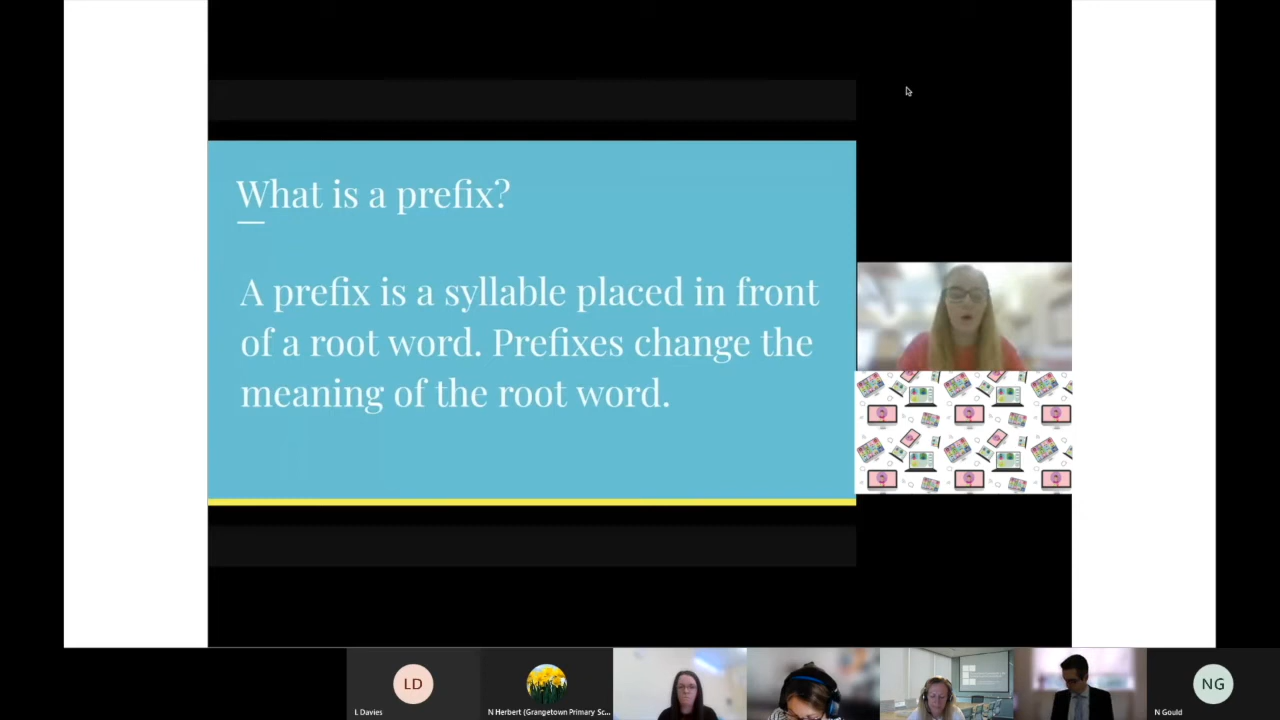 What is a prefix?
A prefix is a syllable placed in front
of a root word. Prefixes change the
meaning of the root word.
LD
L Davies
N Herbert (Grangetown Primary Sc...
NG
N Gould